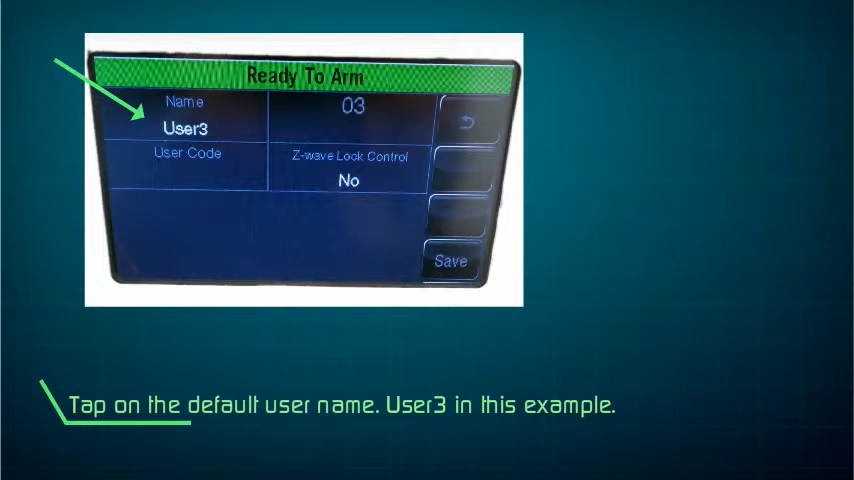 Ready To Arm
Name
03
User3
User Code
Z-wave Lock Control
No
Save
Tap on the default user name. User3 in this example.